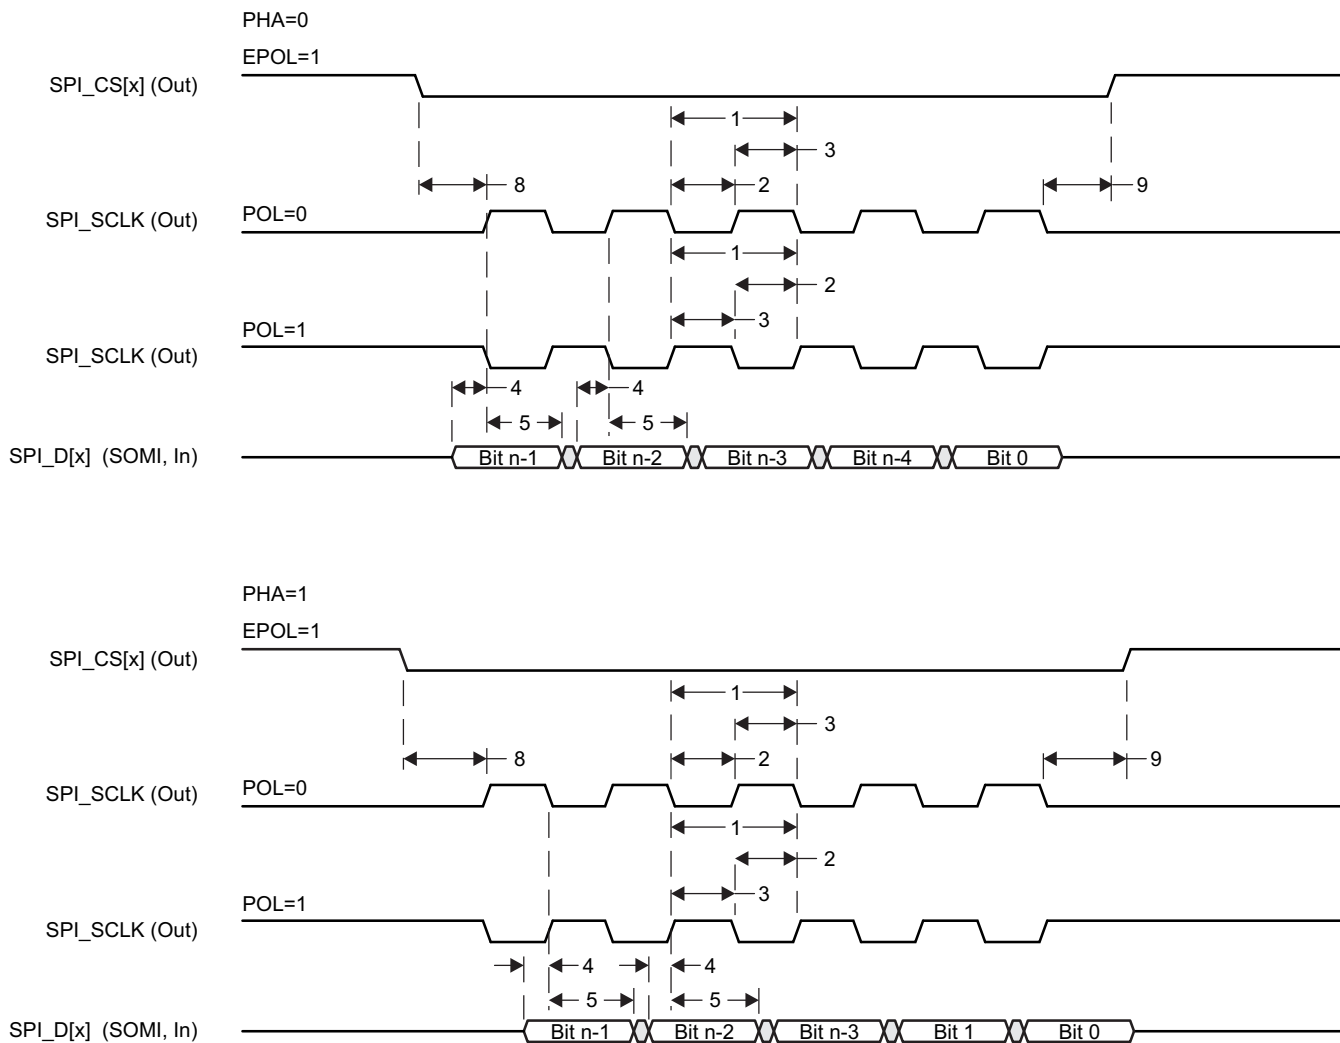 PHA=0
EPOL=1
SPI_CS[x] (Out)
1
3
8
2
9
SPI_SCLK (Out)
POL=0
1
2
3
POL=1
SPI_SCLK (Out)
4
4
5
5
SPI_D[x] (SOMI, In)
Bit n-1
Bit n-2
Bit n-3
Bit n-4
Bit 0
PHA=1
EPOL=1
SPI_CS[x] (Out)
1
3
8
2
9
SPI_SCLK (Out)
POL=0
1
2
3
POL=1
SPI_SCLK (Out)
4
4
5
5
SPI_D[x] (SOMI, In)
Bit n-1
Bit n-2
Bit n-3
Bit 1
Bit 0